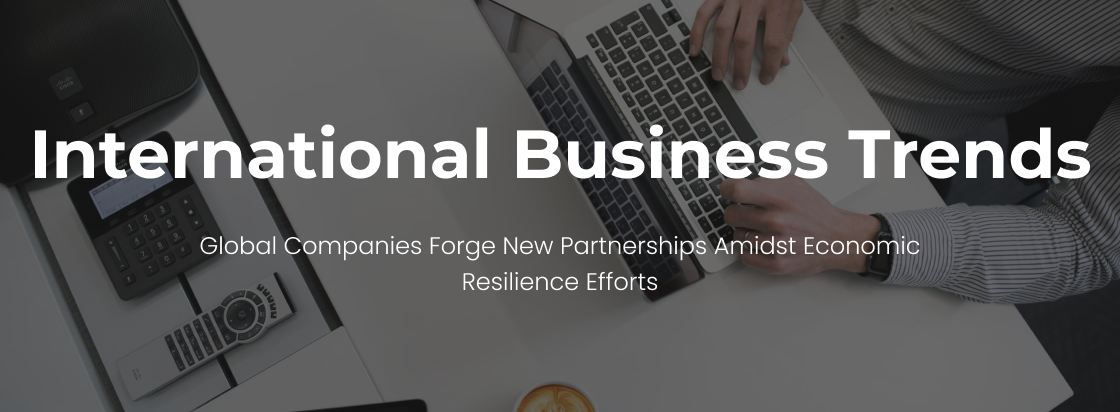 International Business Trends
Global Companies Forge New Partnerships Amidst Economic
Resilience Efforts